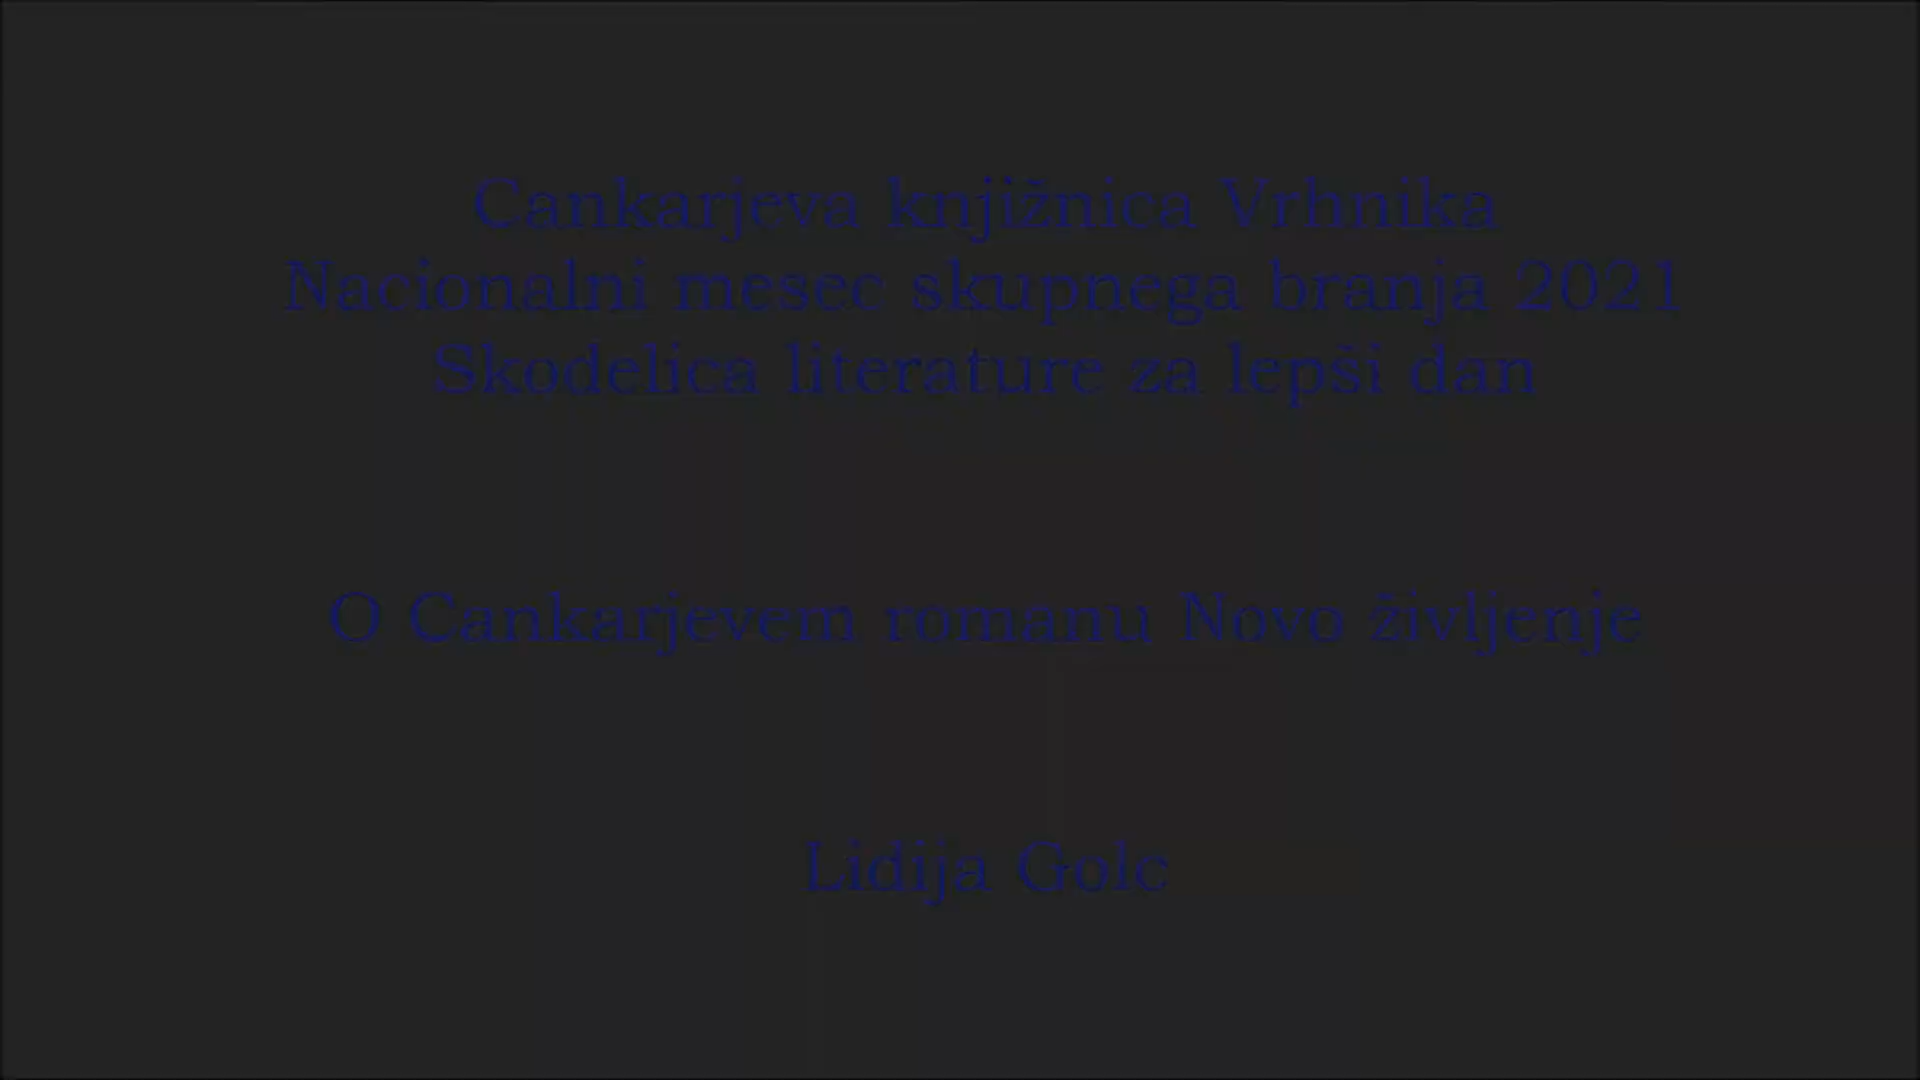 Cankarjeva knjižnica Vrhnika
Nacionalni mesec skupnega branja 2021
Skodelica literature za lepši dan
O Cankarjevem romanu Novo življenje
Lidija Golc